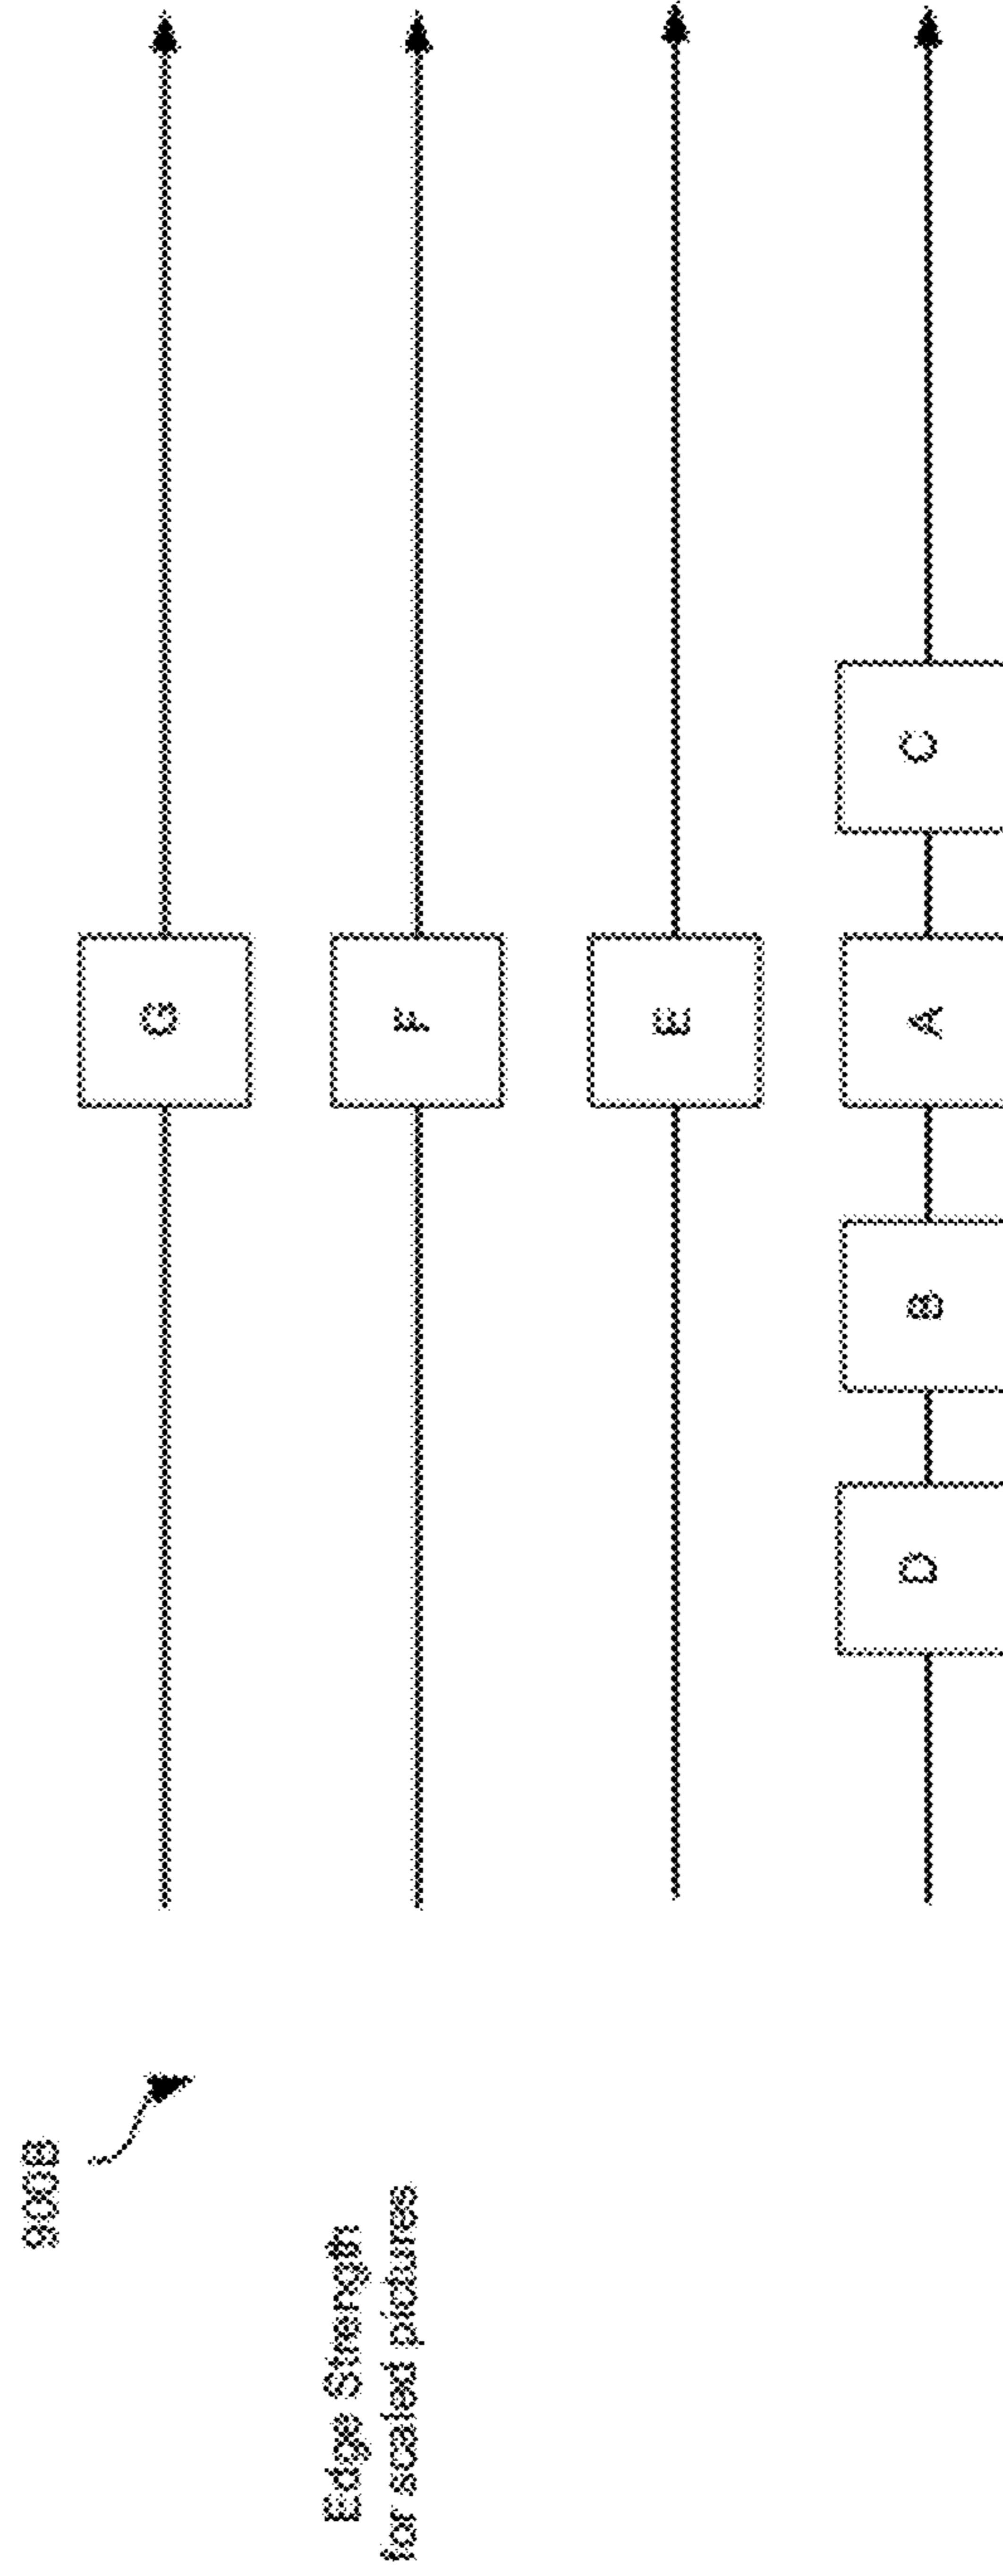 900B
Edge Strength
for scaled pictures
G
F
E
D B A C